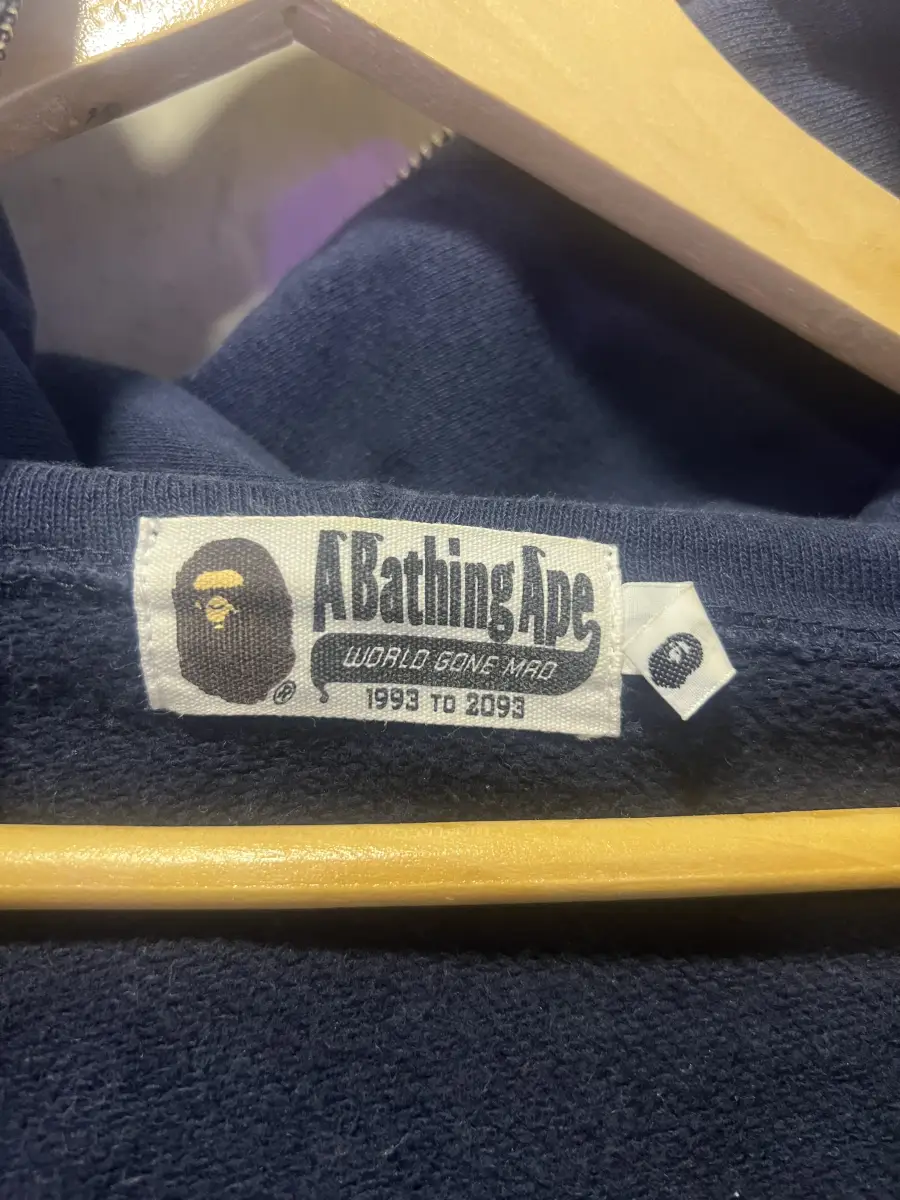 A Bathing Ape
WORLD GONE MAD
1993 TO 2093
®